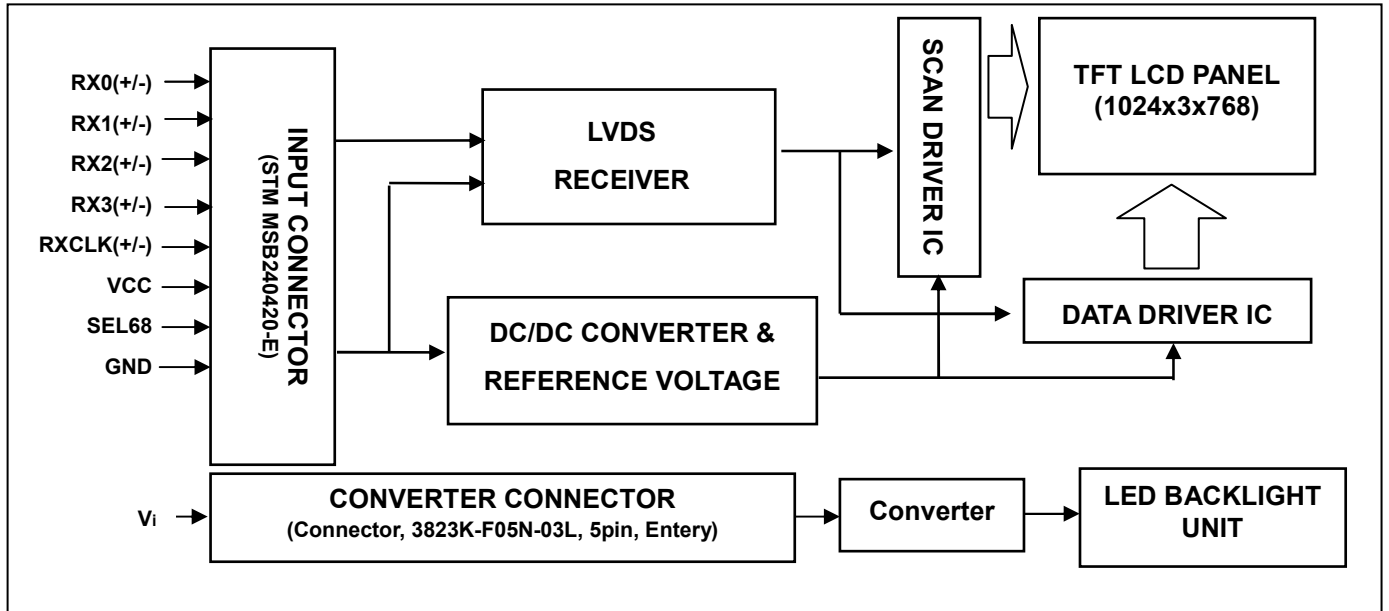 RX0(+/-)
RX1(+/-)
RX2(+/-)
RX3(+/-)
RXCLK(+/-)
VCC
SEL68
GND
INPUT CONNECTOR
(STM MSB240420-E)
LVDS
RECEIVER
DC/DC CONVERTER &
REFERENCE VOLTAGE
SCAN DRIVER IC
TFT LCD PANEL
(1024x3x768)
DATA DRIVER IC
Vi
CONVERTER CONNECTOR
(Connector, 3823K-F05N-03L, 5pin, Entery)
Converter
LED BACKLIGHT
UNIT